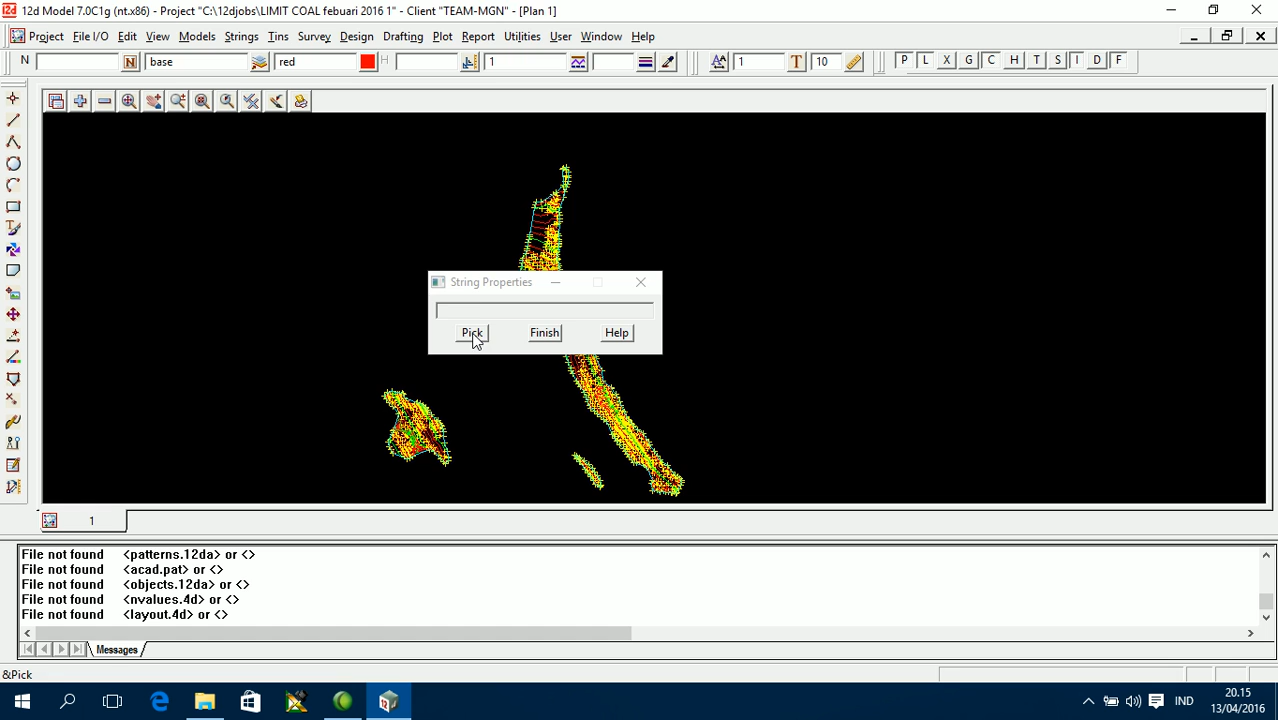 12d Model 7.0C1g (nt.x86) - Project "C:\12djobs\LIMIT COAL febuari 2016 1" - Client "TEAM-MGN" - [Plan 1]
Project File I/O Edit View Models Strings Tins Survey Design Drafting Plot Report Utilities User Window Help
N N base red H 1 1 T 10 P L X G C H T S I D F
String Properties
Pick Finish Help
1
File not found <patterns.12da> or <>
File not found <acad.pat> or <>
File not found <objects.12da> or <>
File not found <nvalues.4d> or <>
File not found <layout.4d> or <>
Messages
&Pick
IND
20.15
13/04/2016